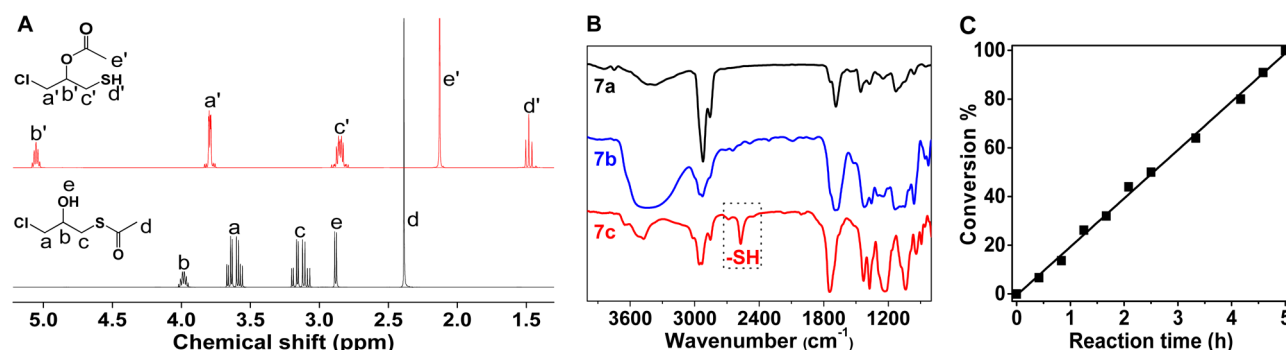 A
O
O
e'
Cl
SH
a'
b'
c'
d'
b'
a'
c'
e'
d'
e
OH
Cl
S
d
a
b
c
O
b
a
c
e
d
5.0 4.5 4.0 3.5 3.0 2.5 2.0 1.5
Chemical shift (ppm)
B
7a
7b
7c
-SH
3600 3000 2400 1800 1200
Wavenumber (cm⁻¹)
C
100
80
60
40
20
0
Conversion %
0 1 2 3 4 5
Reaction time (h)